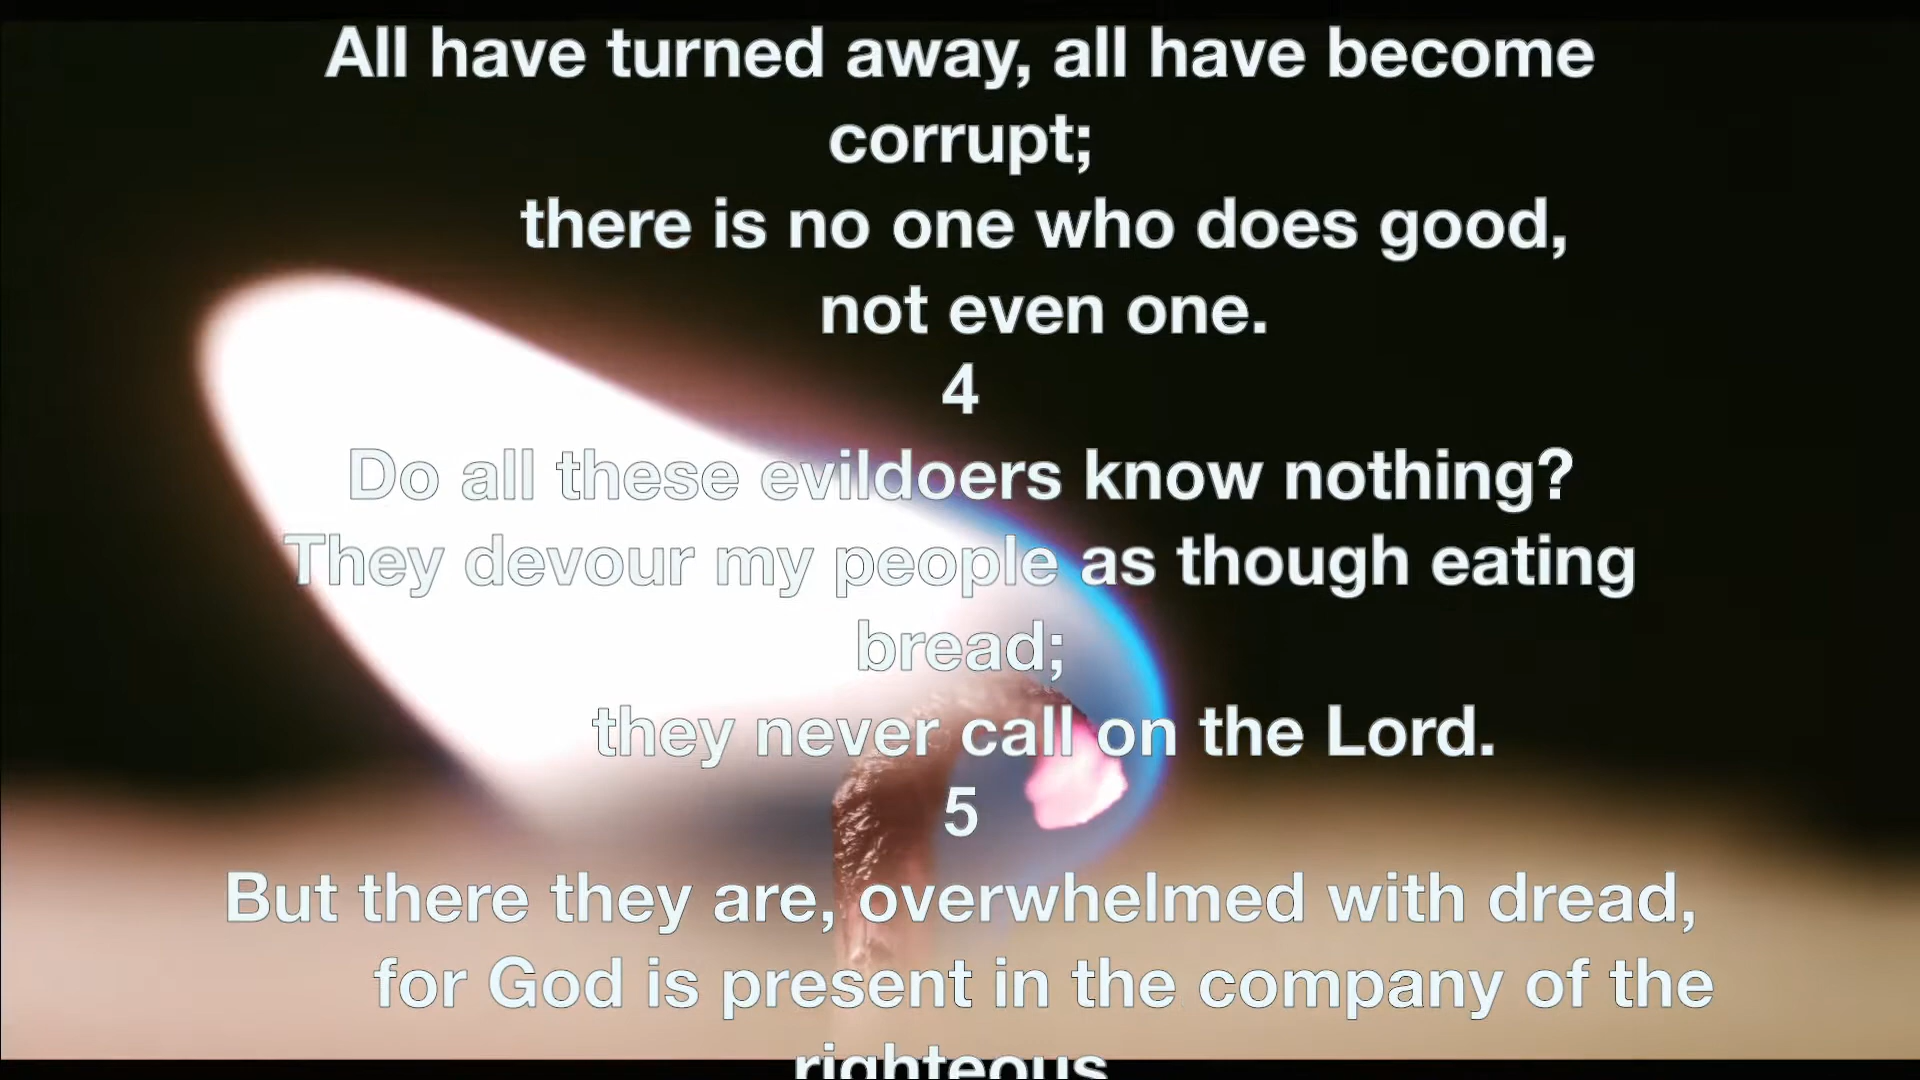 All have turned away, all have become
corrupt;
there is no one who does good,
not even one.
4
Do all these evildoers know nothing?
They devour my people as though eating
bread;
they never call on the Lord.
5
But there they are, overwhelmed with dread,
for God is present in the company of the
righteous